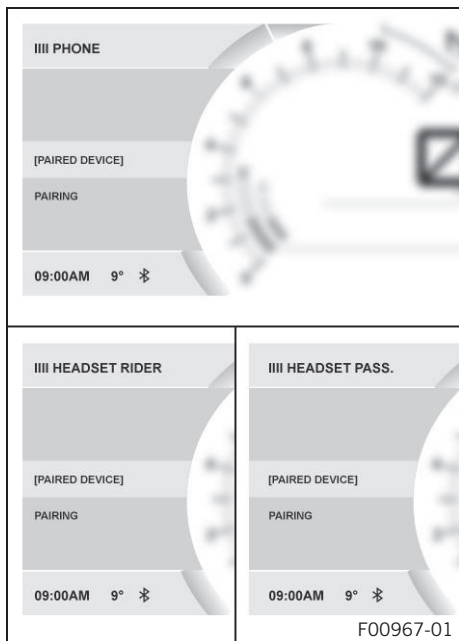 IIII PHONE
[PAIRED DEVICE]
PAIRING
09:00AM 9°
IIII HEADSET RIDER
[PAIRED DEVICE]
PAIRING
09:00AM 9°
IIII HEADSET PASS.
[PAIRED DEVICE]
PAIRING
09:00AM 9°
F00967-01